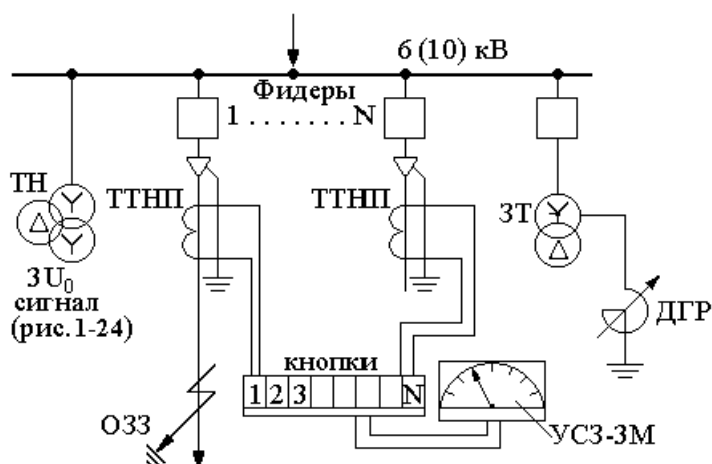 6 (10) кВ
Фидеры
1 . . . . . . . N
ТН
ТТНП
ТТНП
ЗТ
3U₀
сигнал
(рис.1-24)
ДГР
кнопки
1 2 3 N
ОЗЗ
УСЗ-3М